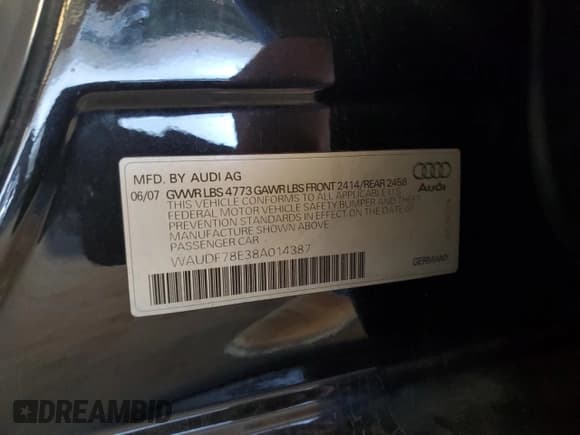 MFD. BY AUDI AG
06/07 GWWR LBS 4773 GAWR LBS FRONT 2414/REAR 2458
THIS VEHICLE CONFORMS TO ALL APPLICABLE U.S.
FEDERAL MOTOR VEHICLE SAFETY BUMPER AND THEFT
PREVENTION STANDARDS IN EFFECT ON THE DATE OF
MANUFACTURE SHOWN ABOVE
PASSENGER CAR
WAUDF78E38A014387
Audi
GERMANY
DREAMBID